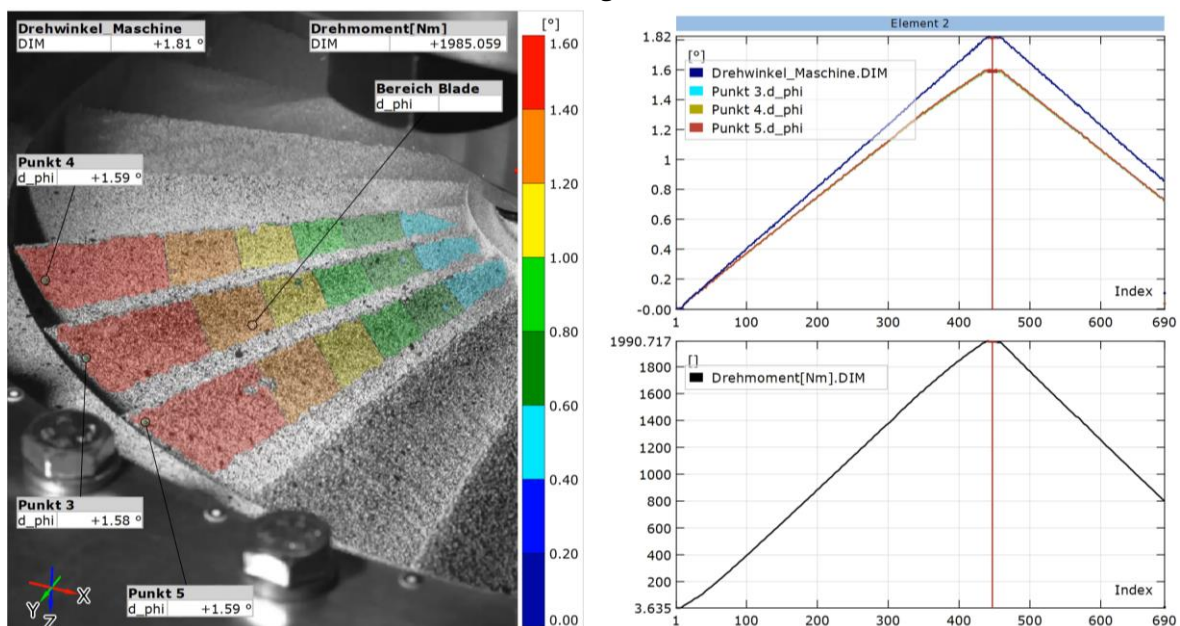 Drehwinkel_Maschine
DIM +1.81 °
Drehmoment[Nm]
DIM +1985.059
Bereich Blade
d_phi
Punkt 4
d_phi +1.59 °
Punkt 3
d_phi +1.58 °
Punkt 5
d_phi +1.59 °
X
Y
Z
[°]
1.60
1.40
1.20
1.00
0.80
0.60
0.40
0.20
0.00
Element 2
1.82
[°]
1.6
1.4
1.2
1
0.8
0.6
0.4
0.2
-0.00
Drehwinkel_Maschine.DIM
Punkt 3.d_phi
Punkt 4.d_phi
Punkt 5.d_phi
Index
1 100 200 300 400 500 600 690
1990.717
[]
1800
1600
1400
1200
1000
800
600
400
200
3.635
Drehmoment[Nm].DIM
Index
1 100 200 300 400 500 600 690